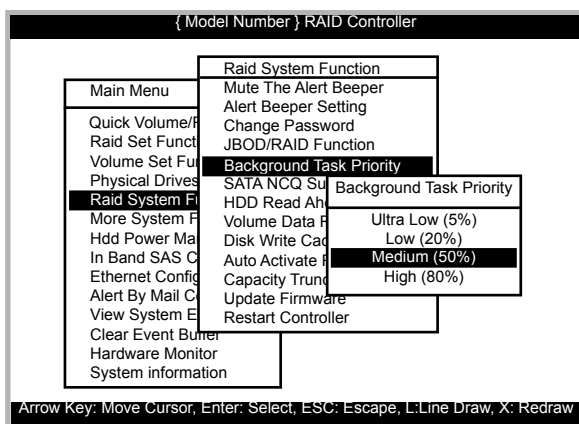 { Model Number } RAID Controller
Main Menu
Quick Volume/
Raid Set Functi
Volume Set Fu
Physical Drives
Raid System F
More System F
Hdd Power Ma
In Band SAS C
Ethernet Config
Alert By Mail C
View System E
Clear Event Buffer
Hardware Monitor
System information
Raid System Function
Mute The Alert Beeper
Alert Beeper Setting
Change Password
JBOD/RAID Function
Background Task Priority
SATA NCQ Su
HDD Read Ah
Volume Data R
Disk Write Cac
Auto Activate
Capacity Trunc
Update Firmware
Restart Controller
Background Task Priority
Ultra Low (5%)
Low (20%)
Medium (50%)
High (80%)
Arrow Key: Move Cursor, Enter: Select, ESC: Escape, L:Line Draw, X: Redraw